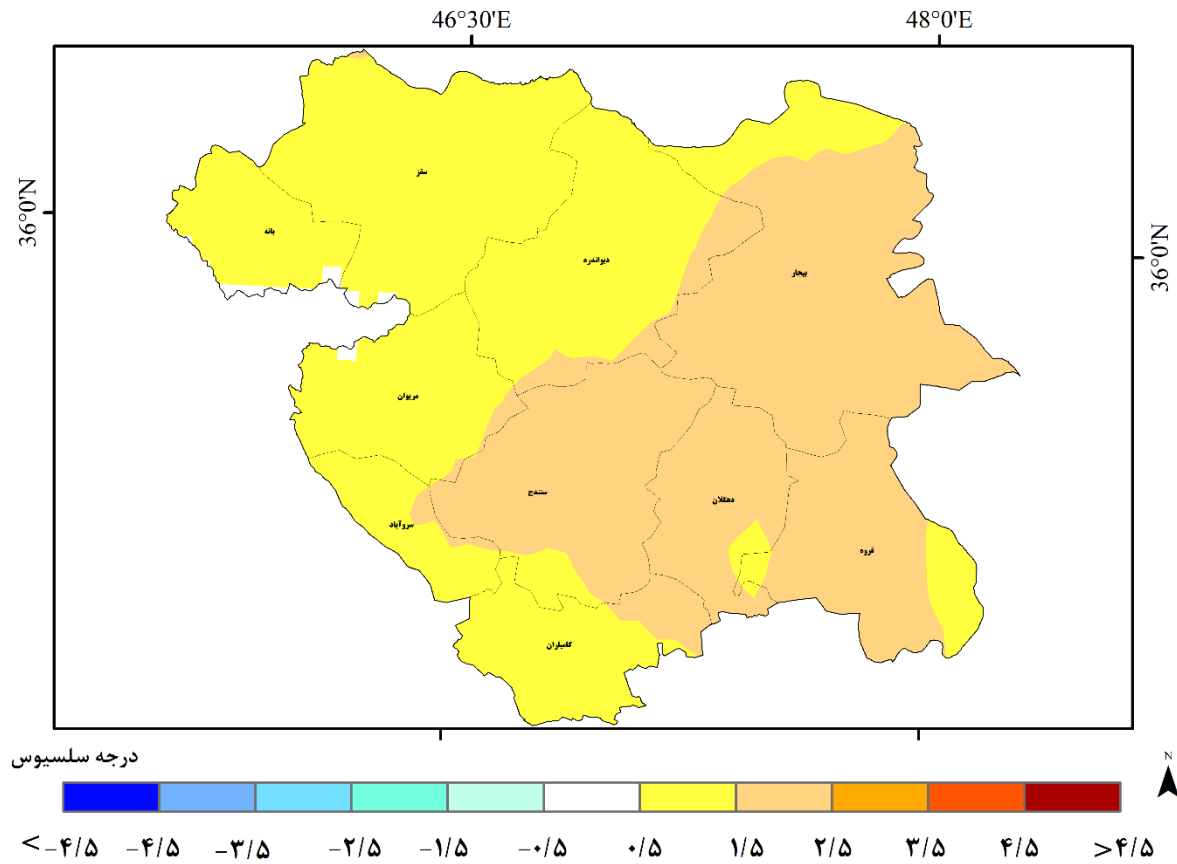 46°30'E 48°0'E
36°0'N
36°0'N
سقز
بانه
دیواندره
بیجار
مریوان
سنندج
دهگلان
سروآباد
قروه
کامیاران
درجه سلسیوس
N
< -۴/۵ -۴/۵ -۳/۵ -۲/۵ -۱/۵ -۰/۵ ۰/۵ ۱/۵ ۲/۵ ۳/۵ ۴/۵ >۴/۵